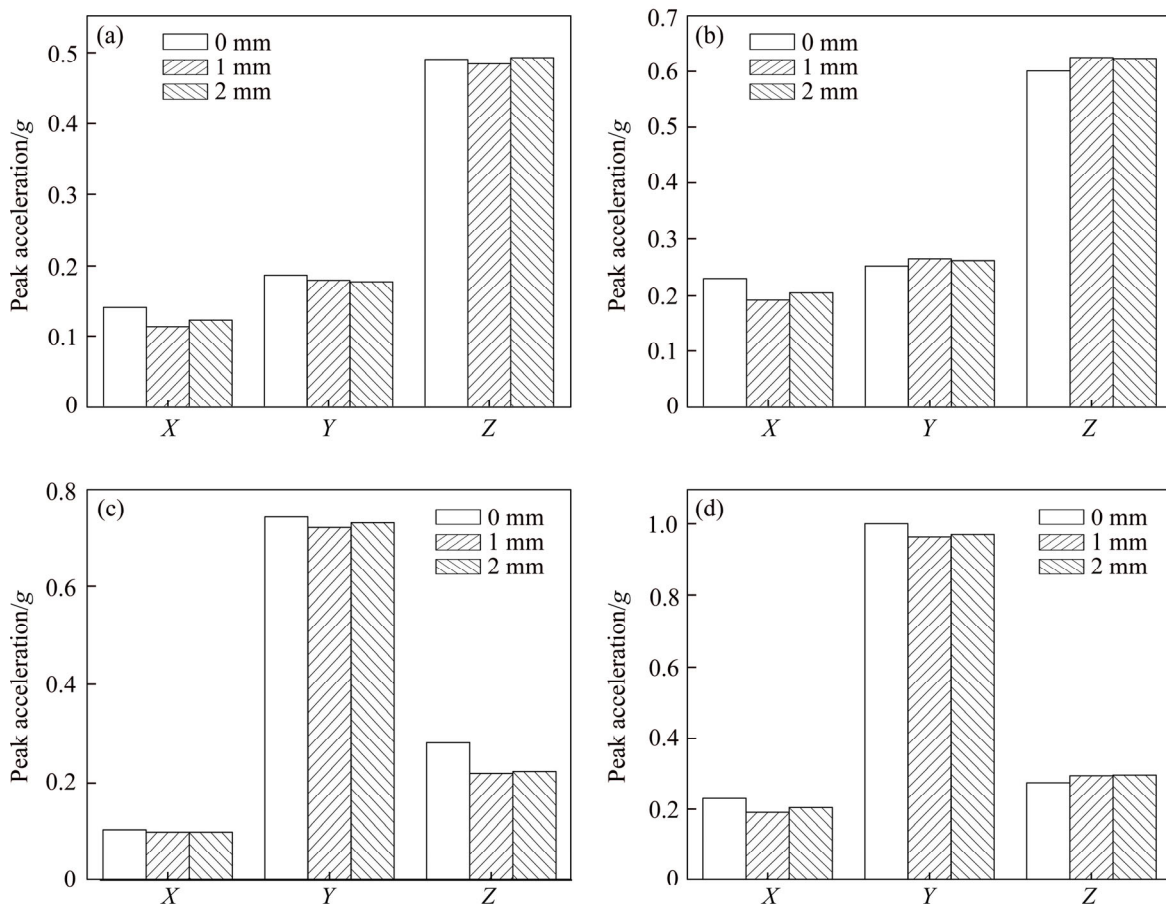 (a)
0 mm
1 mm
2 mm
0.5
0.4
0.3
0.2
0.1
0
Peak acceleration/g
X Y Z
(b)
0 mm
1 mm
2 mm
0.7
0.6
0.5
0.4
0.3
0.2
0.1
0
Peak acceleration/g
X Y Z
(c)
0 mm
1 mm
2 mm
0.8
0.6
0.4
0.2
0
Peak acceleration/g
X Y Z
(d)
0 mm
1 mm
2 mm
1.0
0.8
0.6
0.4
0.2
0
Peak acceleration/g
X Y Z